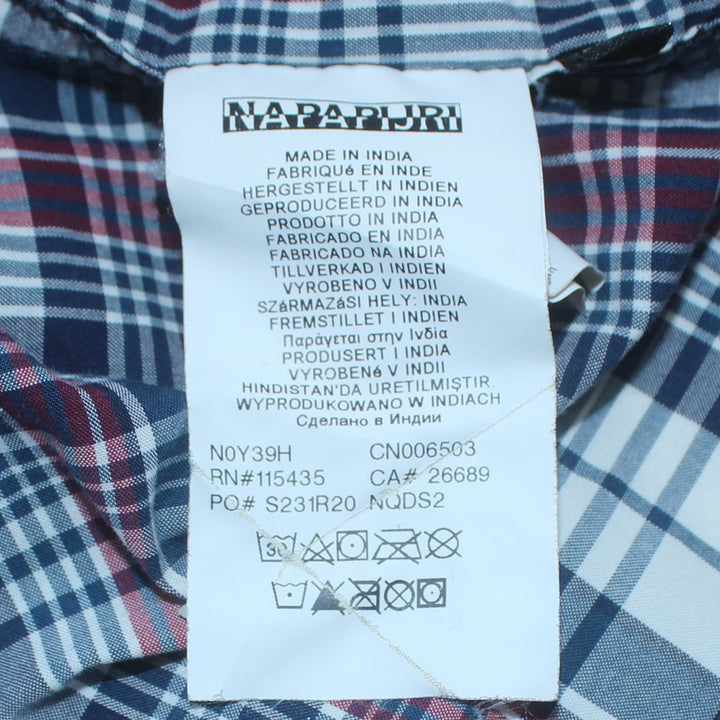 NAPAPIJRI
MADE IN INDIA
FABRIQUé EN INDE
HERGESTELLT IN INDIEN
GEPRODUCEERD IN INDIA
PRODOTTO IN INDIA
FABRICADO EN INDIA
FABRICADO NA INDIA
TILLVERKAD I INDIEN
VYROBENO V INDII
SZáRMAZáSI HELY: INDIA
FREMSTILLET I INDIEN
Παράγεται στην Ινδία
PRODUSERT I INDIA
VYROBENé V INDII
HINDISTAN'DA URETILMIŞTIR.
WYPRODUKOWANO W INDIACH
Сделано в Индии
N0Y39H CN006503
RN#115435 CA# 26689
PO# S231R20 NQDS2
30